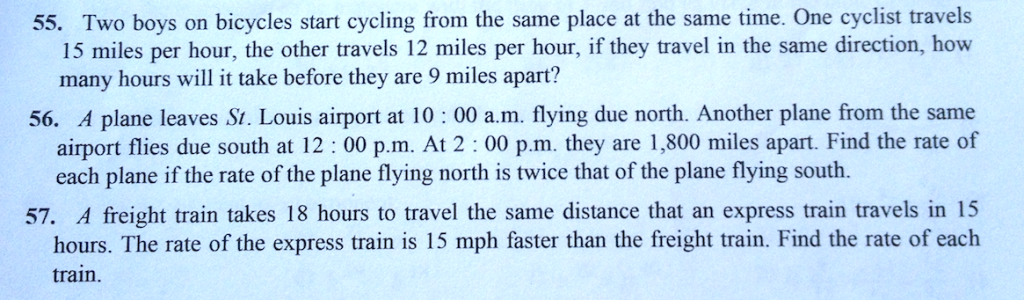 55. Two boys on bicycles start cycling from the same place at the same time. One cyclist travels
15 miles per hour, the other travels 12 miles per hour, if they travel in the same direction, how
many hours will it take before they are 9 miles apart?
56. A plane leaves St. Louis airport at 10 : 00 a.m. flying due north. Another plane from the same
airport flies due south at 12 : 00 p.m. At 2 : 00 p.m. they are 1,800 miles apart. Find the rate of
each plane if the rate of the plane flying north is twice that of the plane flying south.
57. A freight train takes 18 hours to travel the same distance that an express train travels in 15
hours. The rate of the express train is 15 mph faster than the freight train. Find the rate of each
train.